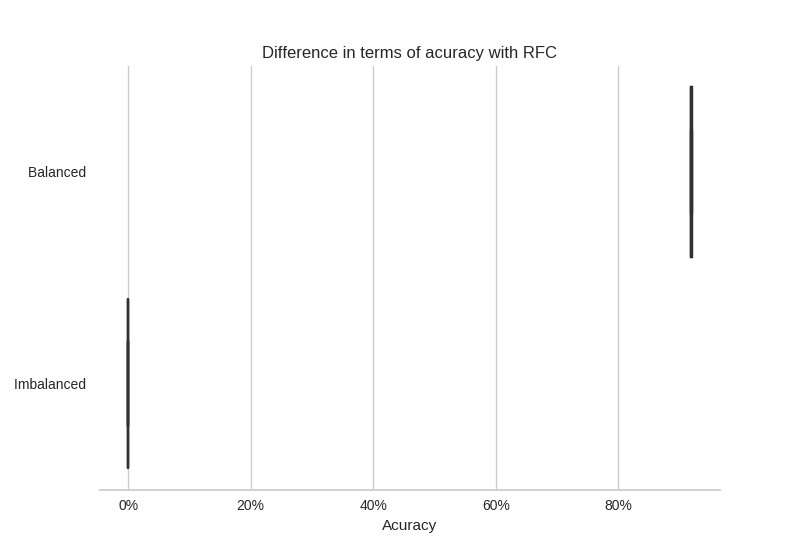 Difference in terms of acuracy with RFC
Balanced
Imbalanced
0% 20% 40% 60% 80%
Acuracy